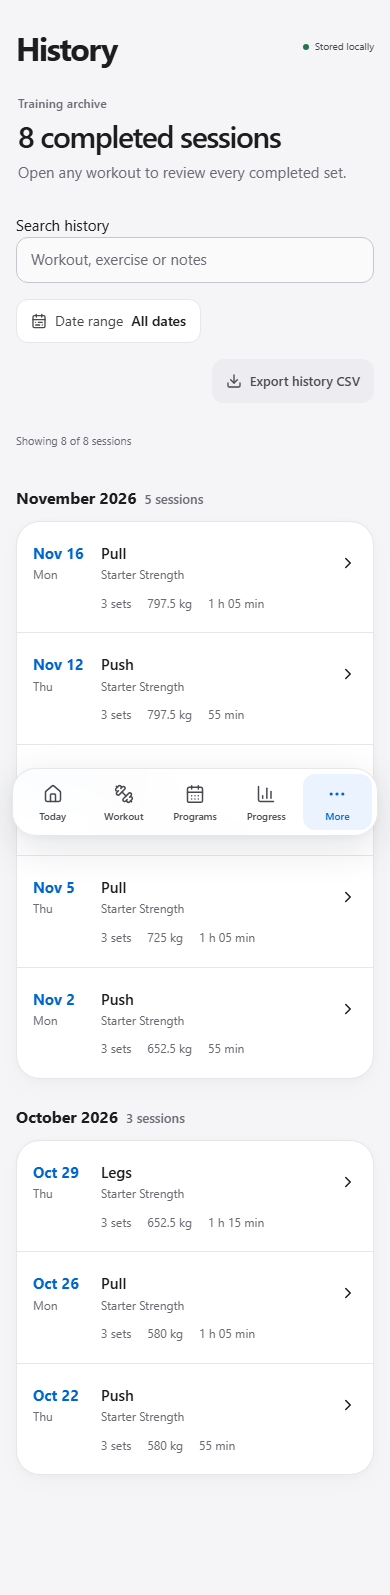 History
Stored locally
Training archive
8 completed sessions
Open any workout to review every completed set.
Search history
Workout, exercise or notes
Date range All dates
Export history CSV
Showing 8 of 8 sessions
November 2026 5 sessions
Nov 16 Pull
Mon Starter Strength
3 sets 797.5 kg 1 h 05 min
Nov 12 Push
Thu Starter Strength
3 sets 797.5 kg 55 min
Today Workout Programs Progress More
Nov 5 Pull
Thu Starter Strength
3 sets 725 kg 1 h 05 min
Nov 2 Push
Mon Starter Strength
3 sets 652.5 kg 55 min
October 2026 3 sessions
Oct 29 Legs
Thu Starter Strength
3 sets 652.5 kg 1 h 15 min
Oct 26 Pull
Mon Starter Strength
3 sets 580 kg 1 h 05 min
Oct 22 Push
Thu Starter Strength
3 sets 580 kg 55 min